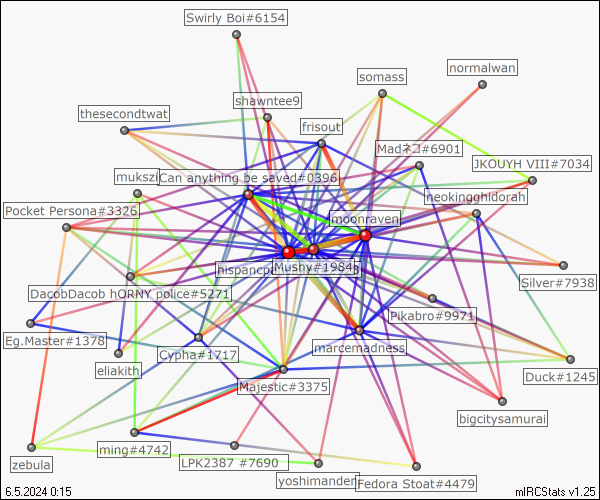 Swirly Boi#6154
normalwan
somass
shawntee9
thesecondtwat
frisout
Madネコ#6901
JKOUYH VIII#7034
mukszi
Can anything be saved#0396
neokingghidorah
Pocket Persona#3326
moonraven
hispancp
Mushy#1984
3
Silver#7938
DacobDacob hORNY police#5271
Pikabro#9971
Eg.Master#1378
Cypha#1717
marcemadness
eliakith
Majestic#3375
Duck#1245
bigcitysamurai
ming#4742
zebula
LPK2387 #7690
yoshimander
Fedora Stoat#4479
6.5.2024 0:15
mIRCStats v1.25